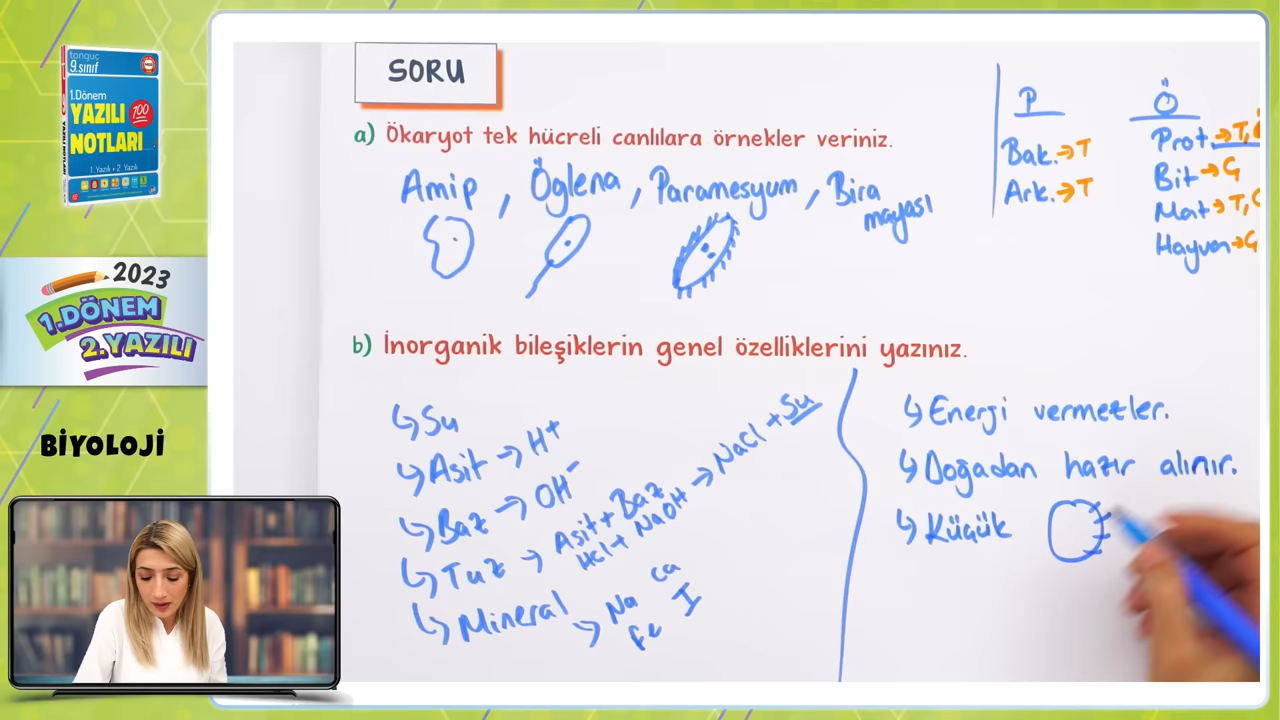 tonguç
9.sınıf
1.Dönem
YAZILI
100
NOTLARI
1.Yazılı + 2.Yazılı
2023
1.DÖNEM
2.YAZILI
BİYOLOJİ
SORU
a) Ökaryot tek hücreli canlılara örnekler veriniz.
Amip, Öglena, Paramesyum, Bira mayası
P
Bak.→T
Ark.→T
Ö
Prot→T,
Bit→Ç
Mat→T,Ç
Hayvan→Ç
b) İnorganik bileşiklerin genel özelliklerini yazınız.
↳Su
↳Asit→H+
↳Baz→OH-
↳Tuz→Asit+Baz
HCl+NaOH→NaCl+Su
↳Mineral→Na Ca
Fe I
↳Energi vermezler.
↳Doğadan hazır alınır.
↳Küçük